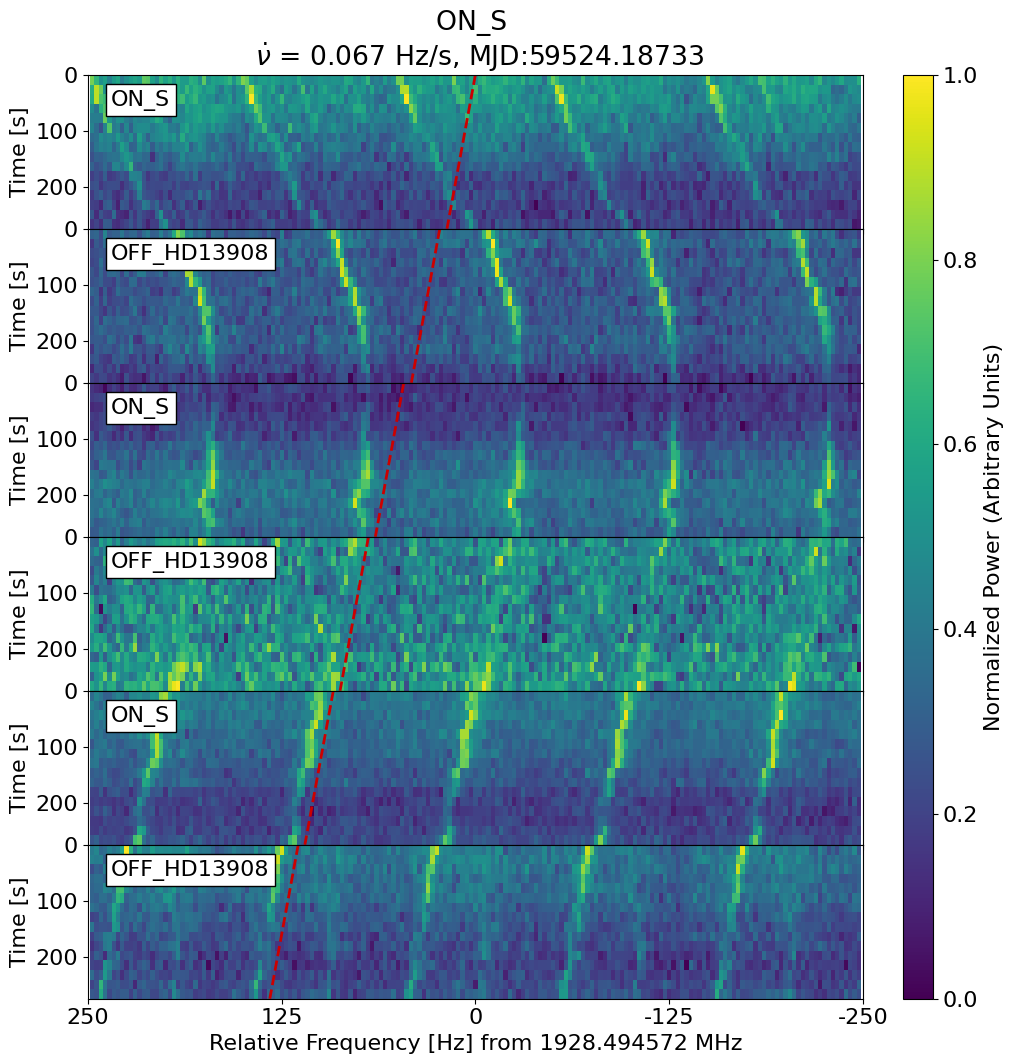 ON_S
ν̇ = 0.067 Hz/s, MJD:59524.18733
0
ON_S
100
Time [s]
200
0
OFF_HD13908
100
Time [s]
200
0
ON_S
100
Time [s]
200
0
OFF_HD13908
100
Time [s]
200
0
ON_S
100
Time [s]
200
0
OFF_HD13908
100
Time [s]
200
250 125 0 -125 -250
Relative Frequency [Hz] from 1928.494572 MHz
1.0
0.8
0.6
0.4
0.2
0.0
Normalized Power (Arbitrary Units)